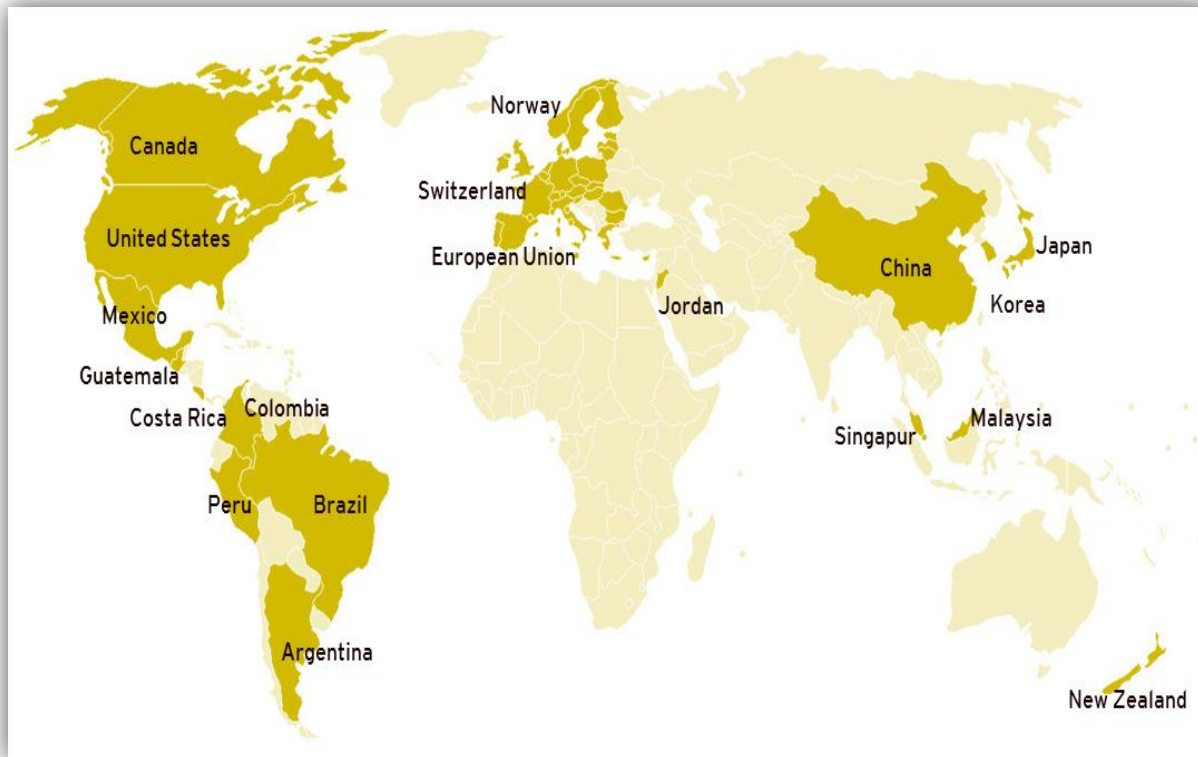 Norway
Canada
Switzerland
United States
European Union
Japan
China
Jordan
Korea
Mexico
Guatemala
Costa Rica
Colombia
Malaysia
Singapur
Peru
Brazil
Argentina
New Zealand